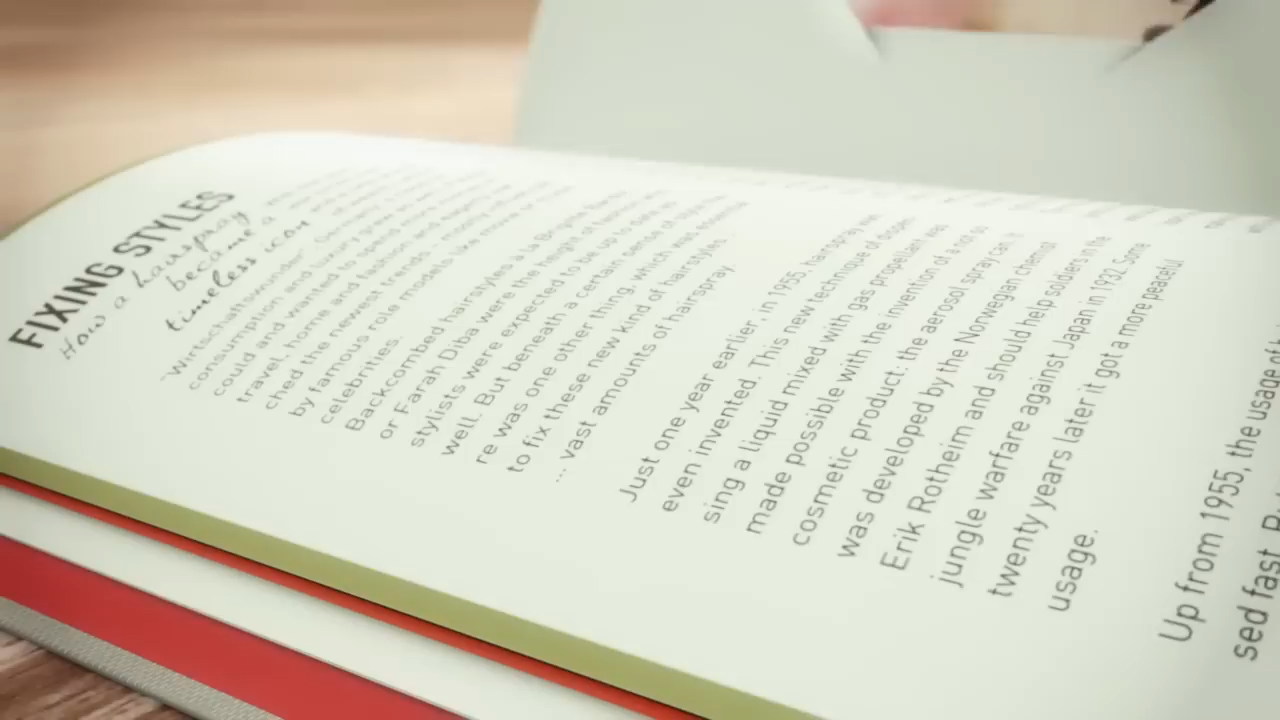 FIXING STYLES
How a hairspray
became a
timeless icon
"Wirtschaftswunder"
consumption and luxury
could and wanted to spend
travel, home and fashion and
ched the newest trends
by famous role models like movie
celebrities.
Backcombed hairstyles à la Brigitte
or Farah Diba were the height of
stylists were expected to be up to date as
well. But beneath a certain sense of
re was one other thing, which was essential
to fix these new kind of hairstyles:
... vast amounts of hairspray.
Just one year earlier, in 1955, hairspray was
even invented. This new technique of disper
sing a liquid mixed with gas propellant was
made possible with the invention of a not so
cosmetic product: the aerosol spray can. It
was developed by the Norwegian chemist
Erik Rotheim and should help soldiers in the
jungle warfare against Japan in 1932. Some
twenty years later it got a more peaceful
usage.
Up from 1955, the usage of
sed fast.